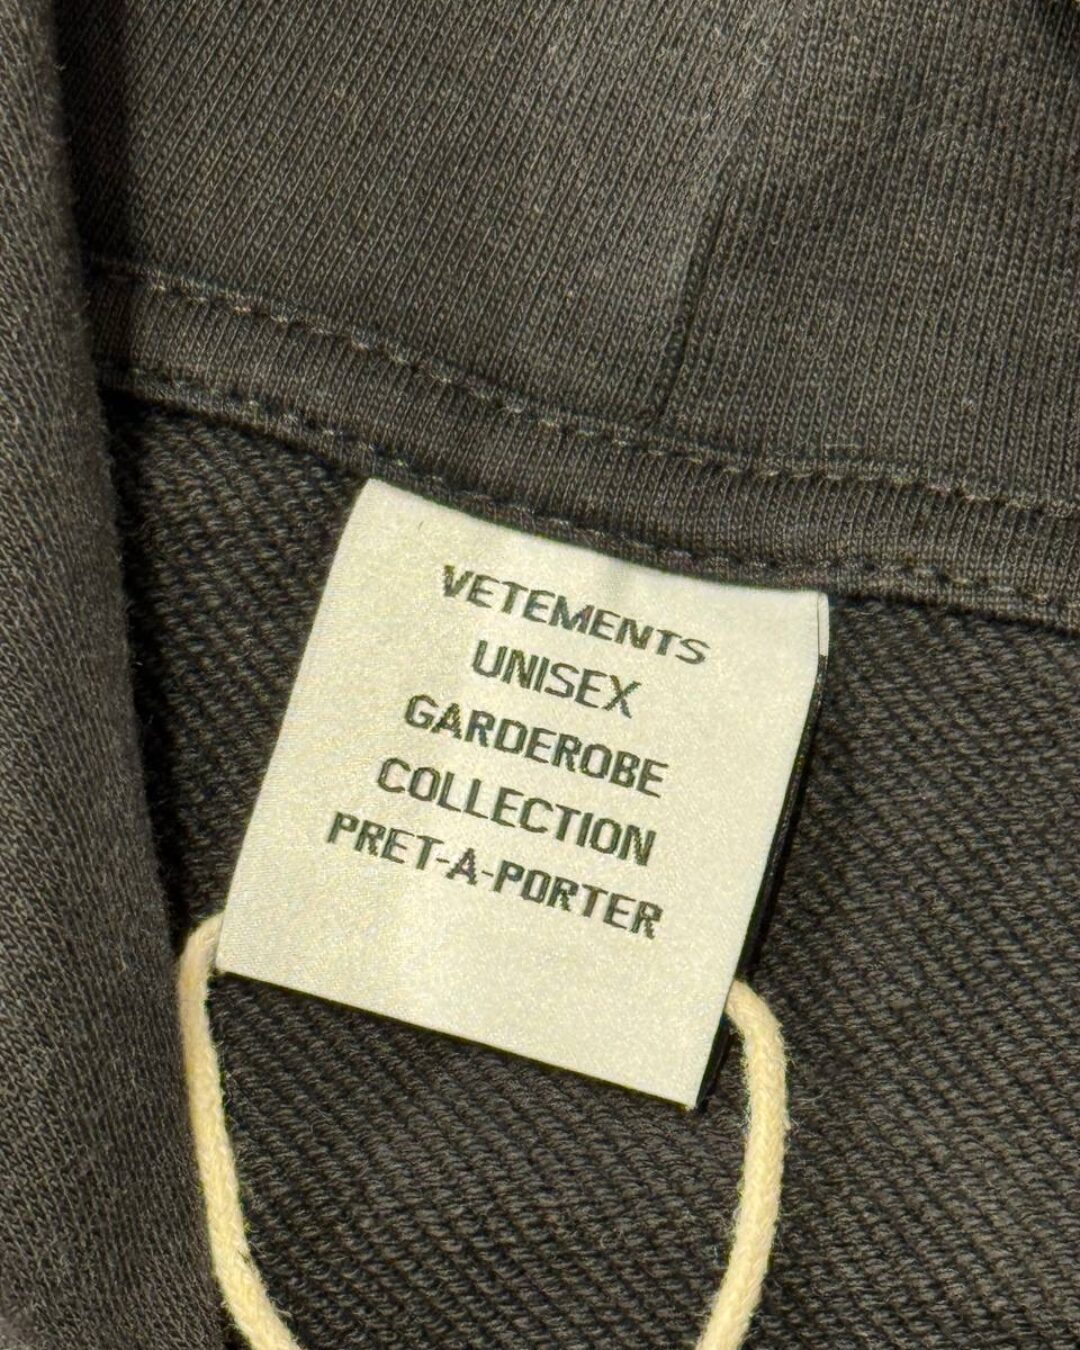 VETEMENTS
UNISEX
GARDEROBE
COLLECTION
PRET-A-PORTER